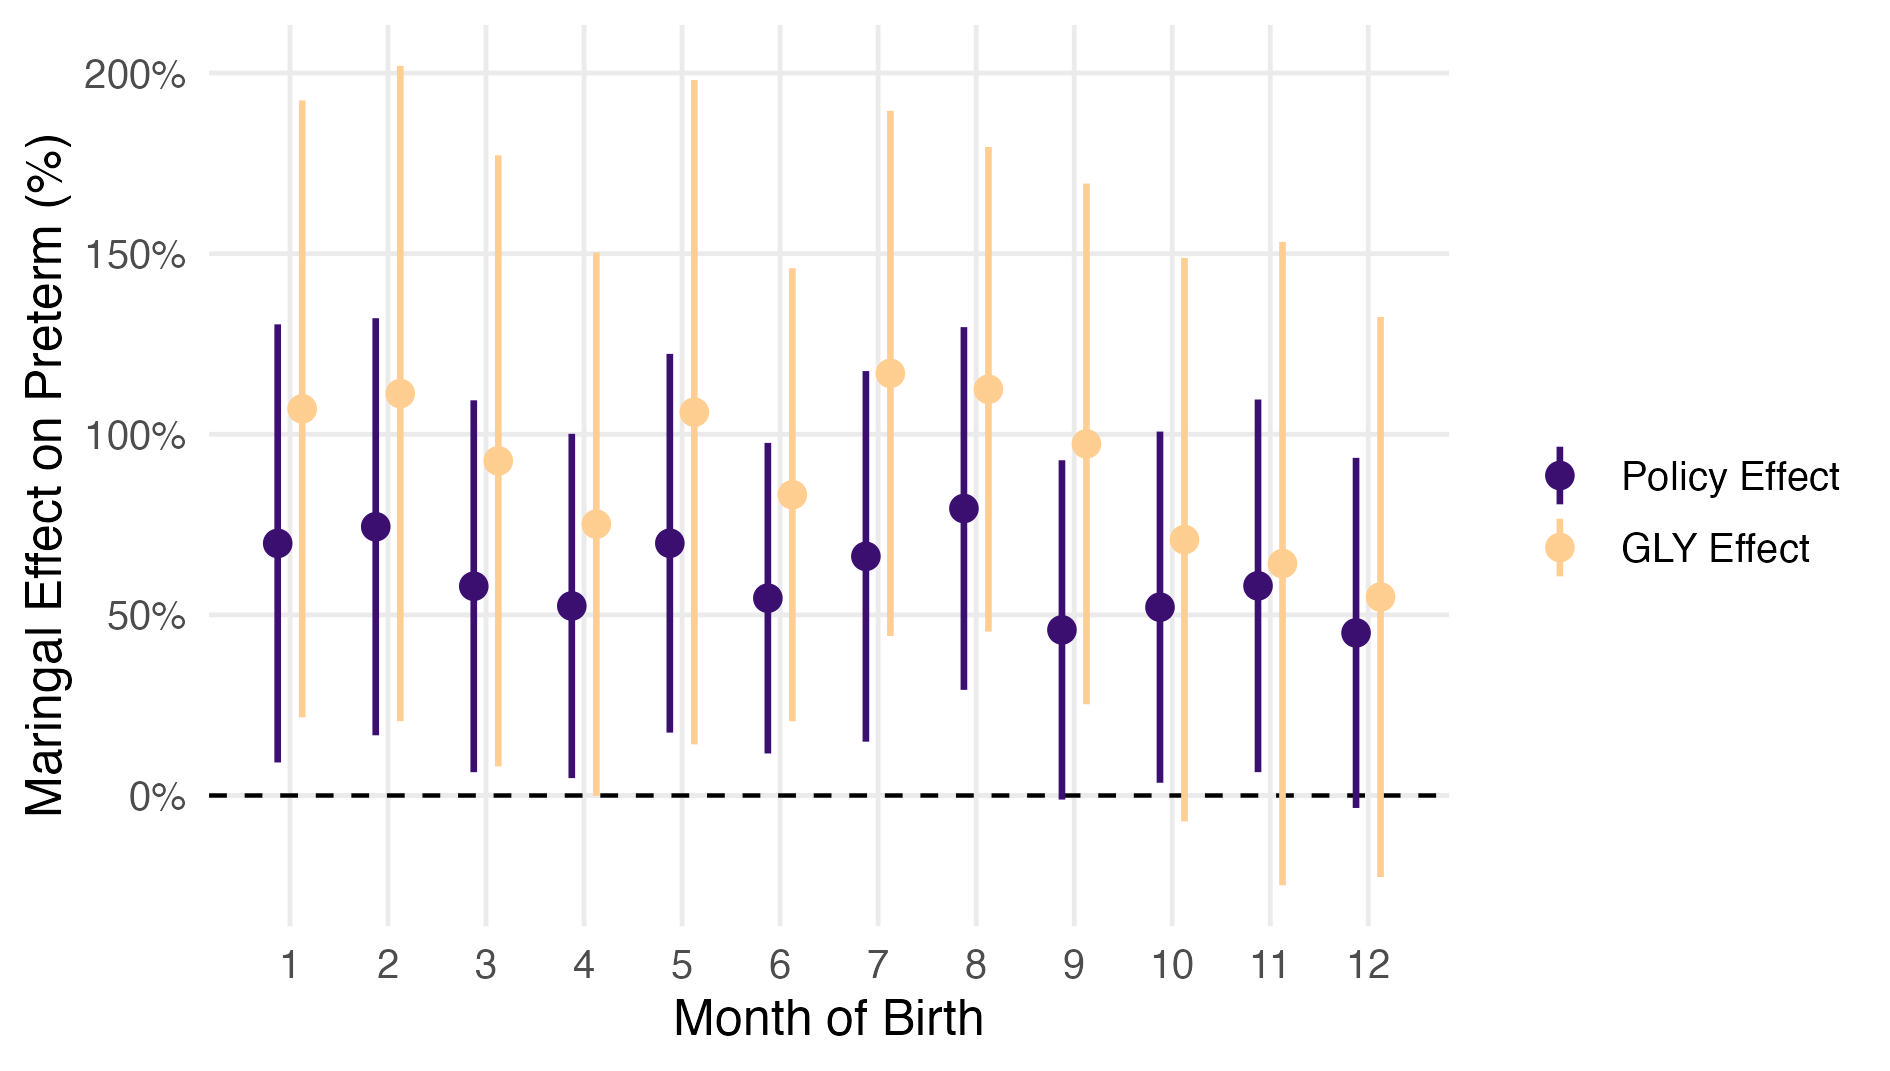 Maringal Effect on Preterm (%)
200%
150%
100%
50%
0%
1 2 3 4 5 6 7 8 9 10 11 12
Month of Birth
Policy Effect
GLY Effect